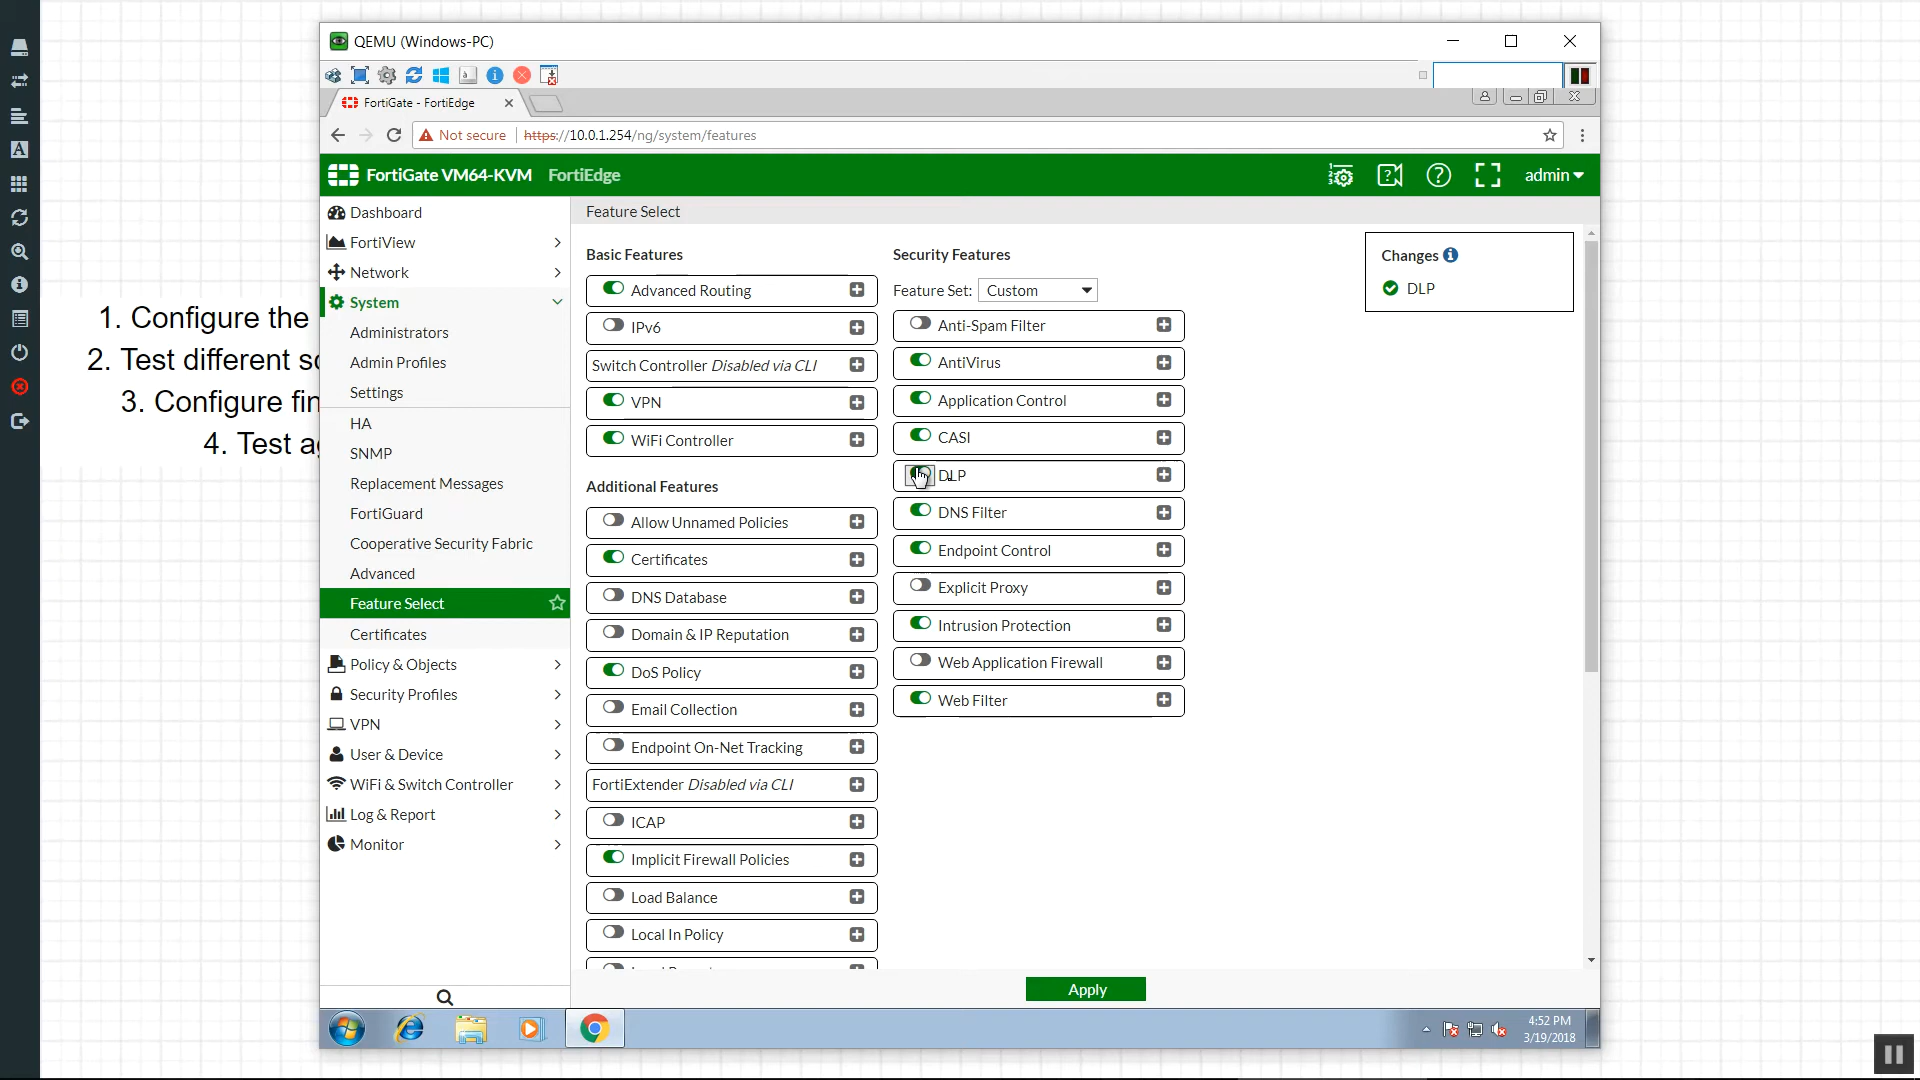 QEMU (Windows-PC)
FortiGate - FortiEdge
Not secure
https://10.0.1.254/ng/system/features
FortiGate VM64-KVM FortiEdge
admin
Dashboard
FortiView
Network
System
Administrators
Admin Profiles
Settings
HA
SNMP
Replacement Messages
FortiGuard
Cooperative Security Fabric
Advanced
Feature Select
Certificates
Policy & Objects
Security Profiles
VPN
User & Device
WiFi & Switch Controller
Log & Report
Monitor
Feature Select
Basic Features
Advanced Routing
IPv6
Switch Controller Disabled via CLI
VPN
WiFi Controller
Additional Features
Allow Unnamed Policies
Certificates
DNS Database
Domain & IP Reputation
DoS Policy
Email Collection
Endpoint On-Net Tracking
FortiExtender Disabled via CLI
ICAP
Implicit Firewall Policies
Load Balance
Local In Policy
Security Features
Feature Set: Custom
Anti-Spam Filter
AntiVirus
Application Control
CASI
DLP
DNS Filter
Endpoint Control
Explicit Proxy
Intrusion Protection
Web Application Firewall
Web Filter
Changes
DLP
Apply
4:52 PM
3/19/2018
1. Configure the
2. Test different
3. Configure
4. Test